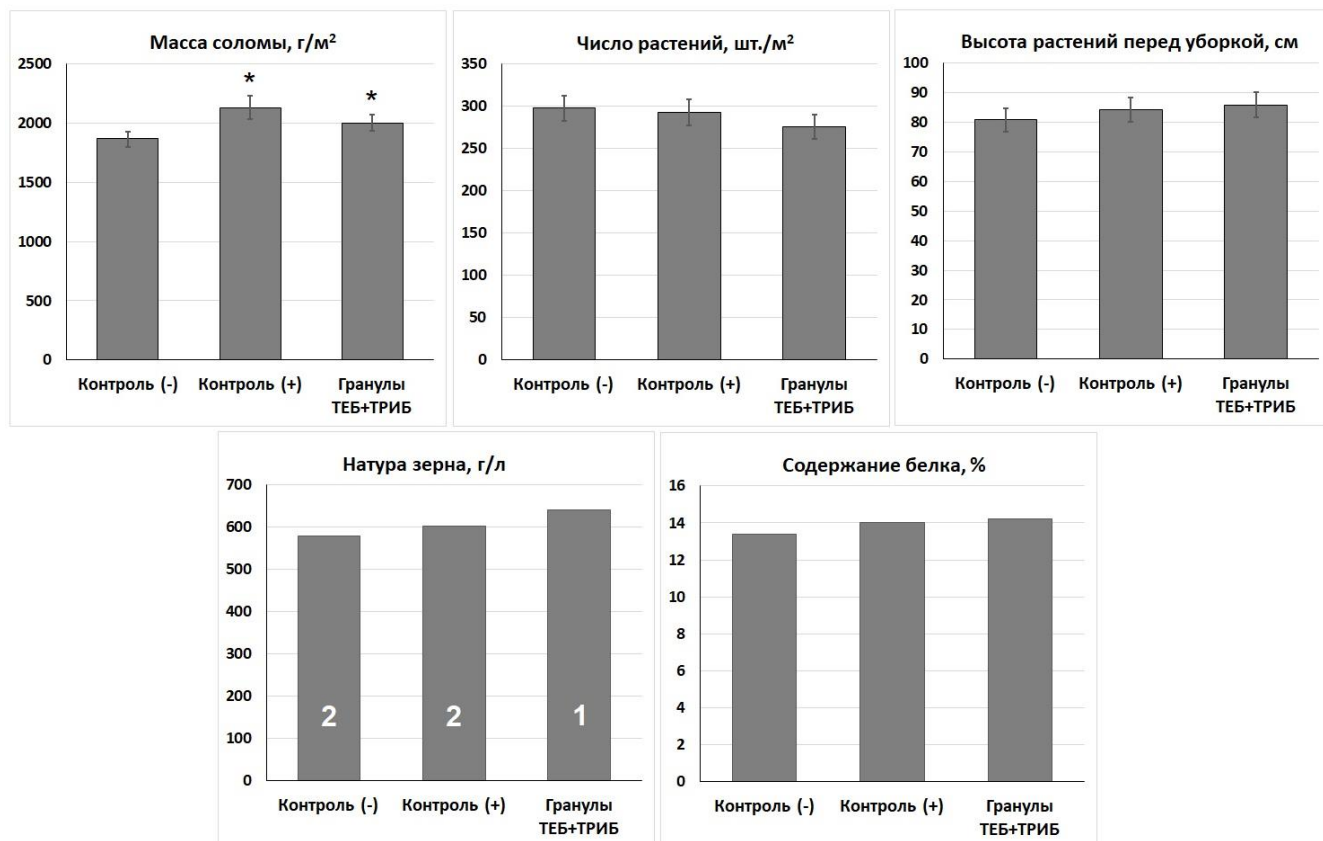 Масса соломы, г/м²
2500
2000
1500
1000
500
0
*
*
Контроль (-)
Контроль (+)
Гранулы
ТЕБ+ТРИБ
Число растений, шт./м²
350
300
250
200
150
100
50
0
Контроль (-)
Контроль (+)
Гранулы
ТЕБ+ТРИБ
Высота растений перед уборкой, см
100
90
80
70
60
50
40
30
20
10
0
Контроль (-)
Контроль (+)
Гранулы
ТЕБ+ТРИБ
Натура зерна, г/л
700
600
500
400
300
200
100
0
2
2
1
Контроль (-)
Контроль (+)
Гранулы
ТЕБ+ТРИБ
Содержание белка, %
16
14
12
10
8
6
4
2
0
Контроль (-)
Контроль (+)
Гранулы
ТЕБ+ТРИБ